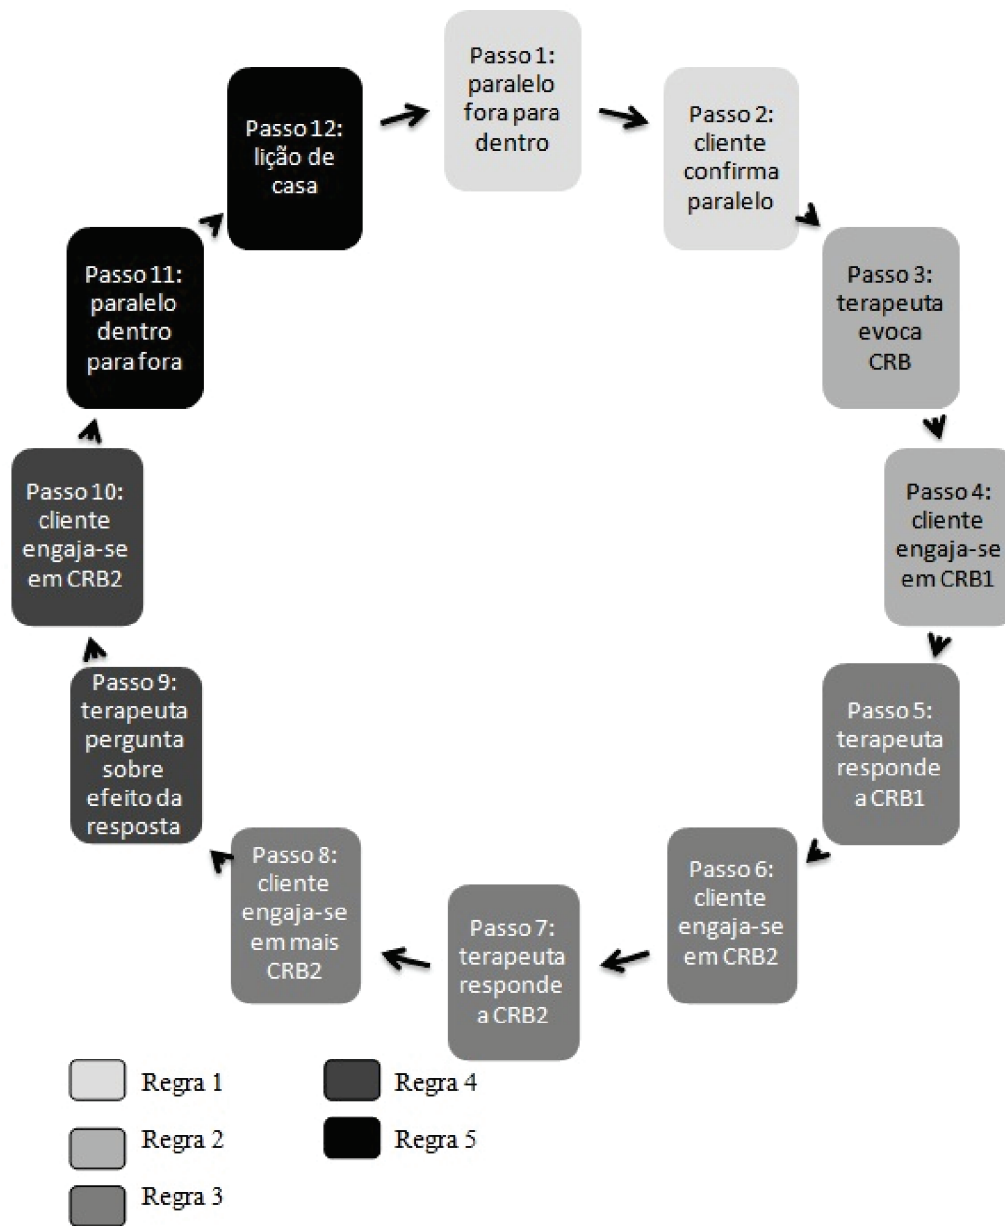 Passo 1:
paralelo
fora para
dentro
Passo 2:
cliente
confirma
paralelo
Passo 3:
terapeuta
evoca
CRB
Passo 4:
cliente
engaja-se
em CRB1
Passo 5:
terapeuta
responde
a CRB1
Passo 6:
cliente
engaja-se
em CRB2
Passo 7:
terapeuta
responde
a CRB2
Passo 8:
cliente
engaja-se
em mais
CRB2
Passo 9:
terapeuta
pergunta
sobre
efeito da
resposta
Passo 10:
cliente
engaja-se
em CRB2
Passo 11:
paralelo
dentro
para fora
Passo 12:
lição de
casa
Regra 1
Regra 2
Regra 3
Regra 4
Regra 5